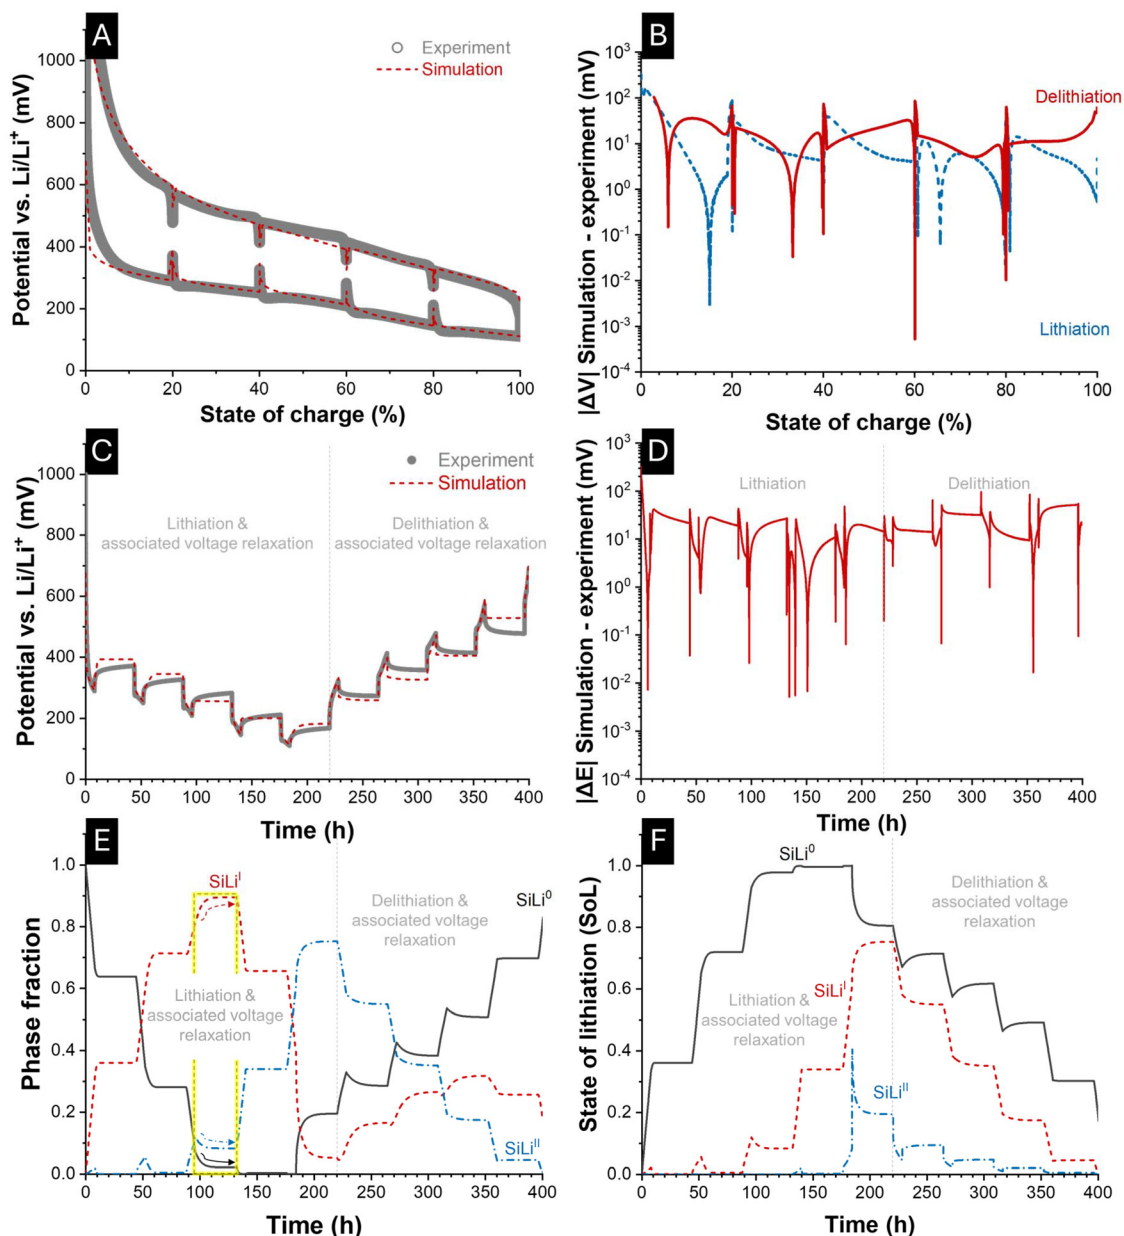 A
1000
800
600
400
200
0
Potential vs. Li/Li⁺ (mV)
Experiment
Simulation
0 20 40 60 80 100
State of charge (%)
B
10³
10²
10¹
10⁰
10⁻¹
10⁻²
10⁻³
10⁻⁴
|ΔV| Simulation - experiment (mV)
Delithiation
Lithiation
0 20 40 60 80 100
State of charge (%)
C
1000
800
600
400
200
0
Potential vs. Li/Li⁺ (mV)
Experiment
Simulation
Lithiation &
associated voltage relaxation
Delithiation &
associated voltage relaxation
0 50 100 150 200 250 300 350 400
Time (h)
D
10³
10²
10¹
10⁰
10⁻¹
10⁻²
10⁻³
10⁻⁴
|ΔE| Simulation - experiment (mV)
Lithiation
Delithiation
0 50 100 150 200 250 300 350 400
Time (h)
E
1.0
0.8
0.6
0.4
0.2
0.0
Phase fraction
SiLiᴵ
SiLi⁰
Delithiation &
associated voltage
relaxation
Lithiation &
associated voltage
relaxation
SiLiᴵᴵ
0 50 100 150 200 250 300 350 400
Time (h)
F
1.0
0.8
0.6
0.4
0.2
0.0
State of lithiation (SoL)
SiLi⁰
Delithiation &
associated voltage
relaxation
SiLiᴵ
Lithiation &
associated voltage
relaxation
SiLiᴵᴵ
0 50 100 150 200 250 300 350 400
Time (h)